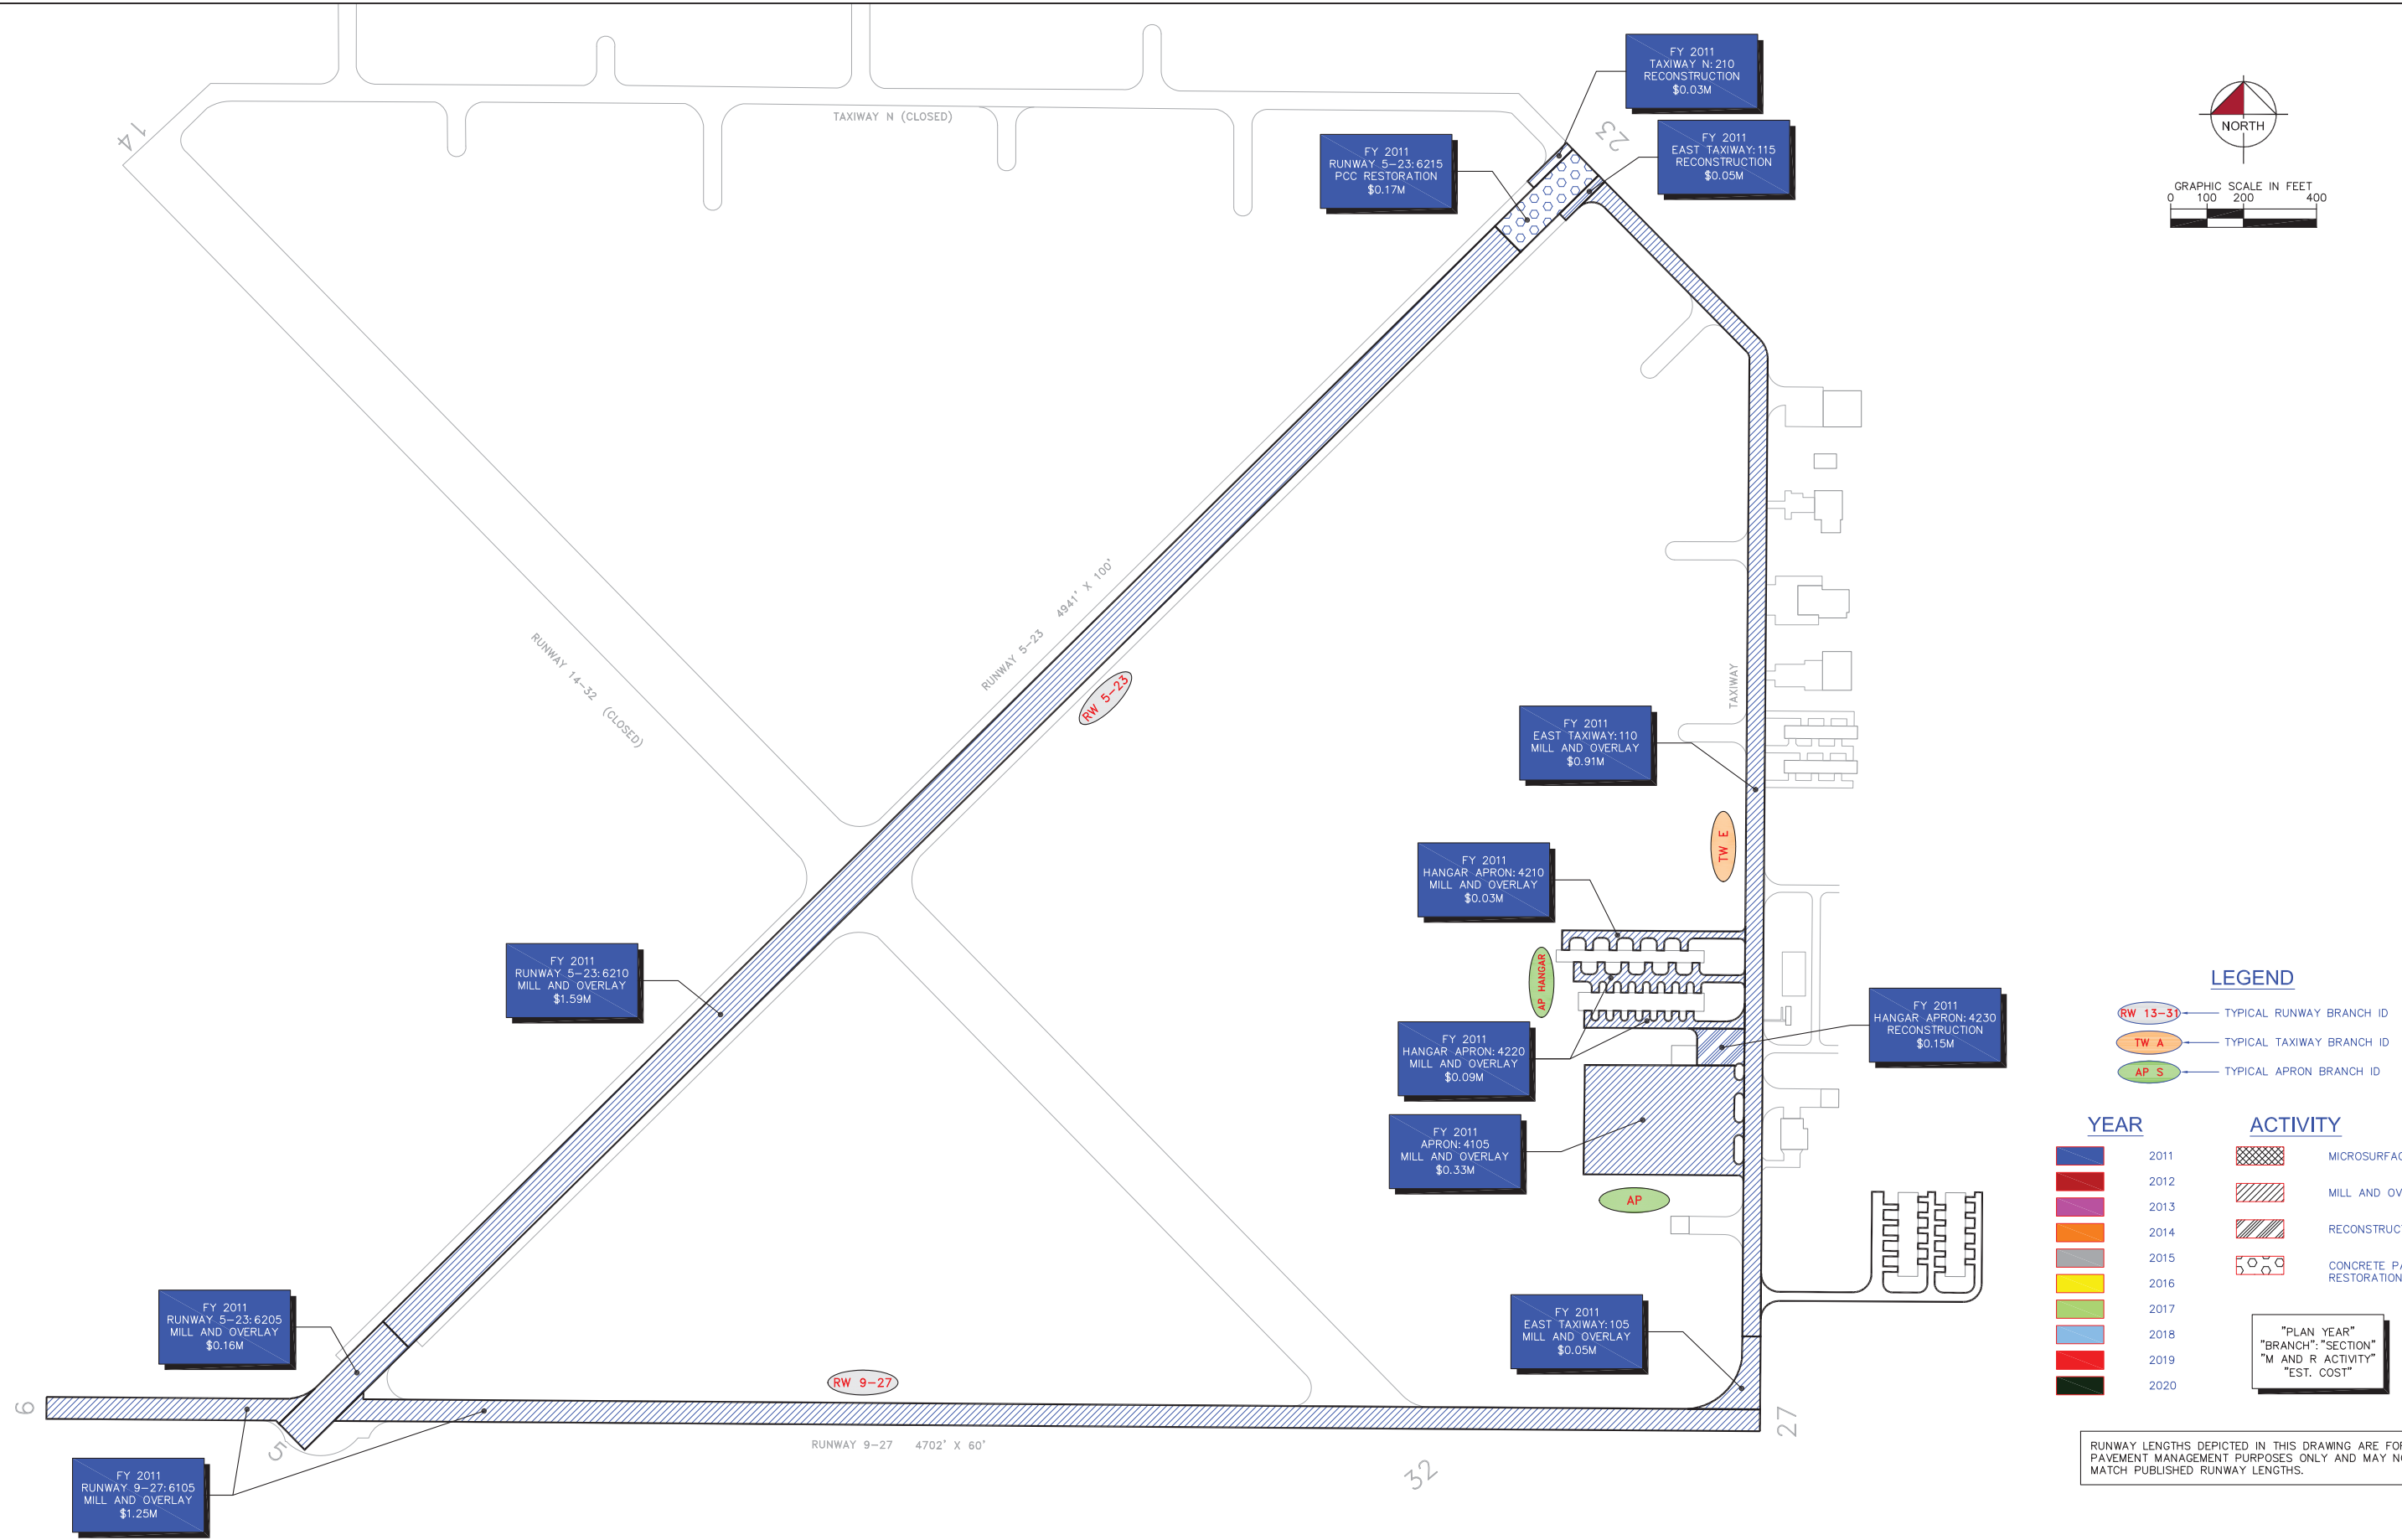 FY 2011
TAXIWAY N:210
RECONSTRUCTION
$0.03M
NORTH
GRAPHIC SCALE IN FEET
0 100 200 400
14
TAXIWAY N (CLOSED)
23
FY 2011
RUNWAY 5-23:6215
PCC RESTORATION
$0.17M
FY 2011
EAST TAXIWAY:115
RECONSTRUCTION
$0.05M
RUNWAY 14-32 (CLOSED)
RUNWAY 5-23 4941' X 100'
RW 5-23
TAXIWAY
FY 2011
EAST TAXIWAY:110
MILL AND OVERLAY
$0.91M
TW E
FY 2011
HANGAR APRON:4210
MILL AND OVERLAY
$0.03M
AP HANGAR
FY 2011
RUNWAY 5-23:6210
MILL AND OVERLAY
$1.59M
FY 2011
HANGAR APRON:4220
MILL AND OVERLAY
$0.09M
FY 2011
HANGAR APRON:4230
RECONSTRUCTION
$0.15M
FY 2011
APRON:4105
MILL AND OVERLAY
$0.33M
AP
FY 2011
RUNWAY 5-23:6205
MILL AND OVERLAY
$0.16M
FY 2011
EAST TAXIWAY:105
MILL AND OVERLAY
$0.05M
RW 9-27
9
5
27
RUNWAY 9-27 4702' X 60'
32
FY 2011
RUNWAY 9-27:6105
MILL AND OVERLAY
$1.25M
LEGEND
RW 13-31 TYPICAL RUNWAY BRANCH ID
TW A TYPICAL TAXIWAY BRANCH ID
AP S TYPICAL APRON BRANCH ID
YEAR
2011
2012
2013
2014
2015
2016
2017
2018
2019
2020
ACTIVITY
MICROSURFAC
MILL AND OV
RECONSTRUC
CONCRETE PA
RESTORATION
"PLAN YEAR"
"BRANCH":"SECTION"
"M AND R ACTIVITY"
"EST. COST"
RUNWAY LENGTHS DEPICTED IN THIS DRAWING ARE FOR
PAVEMENT MANAGEMENT PURPOSES ONLY AND MAY NO
MATCH PUBLISHED RUNWAY LENGTHS.